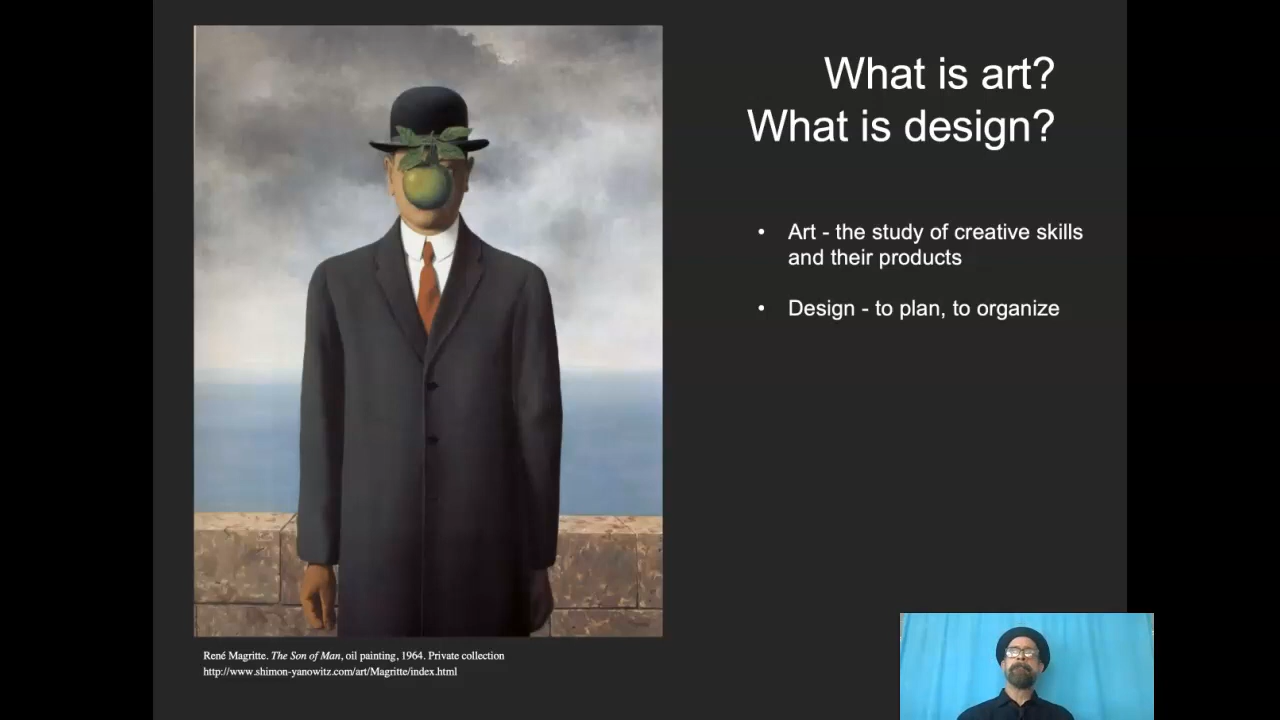 What is art?
What is design?
• Art - the study of creative skills
and their products
• Design - to plan, to organize
René Magritte. The Son of Man, oil painting, 1964. Private collection
http://www.shimon-yanowitz.com/art/Magritte/index.html